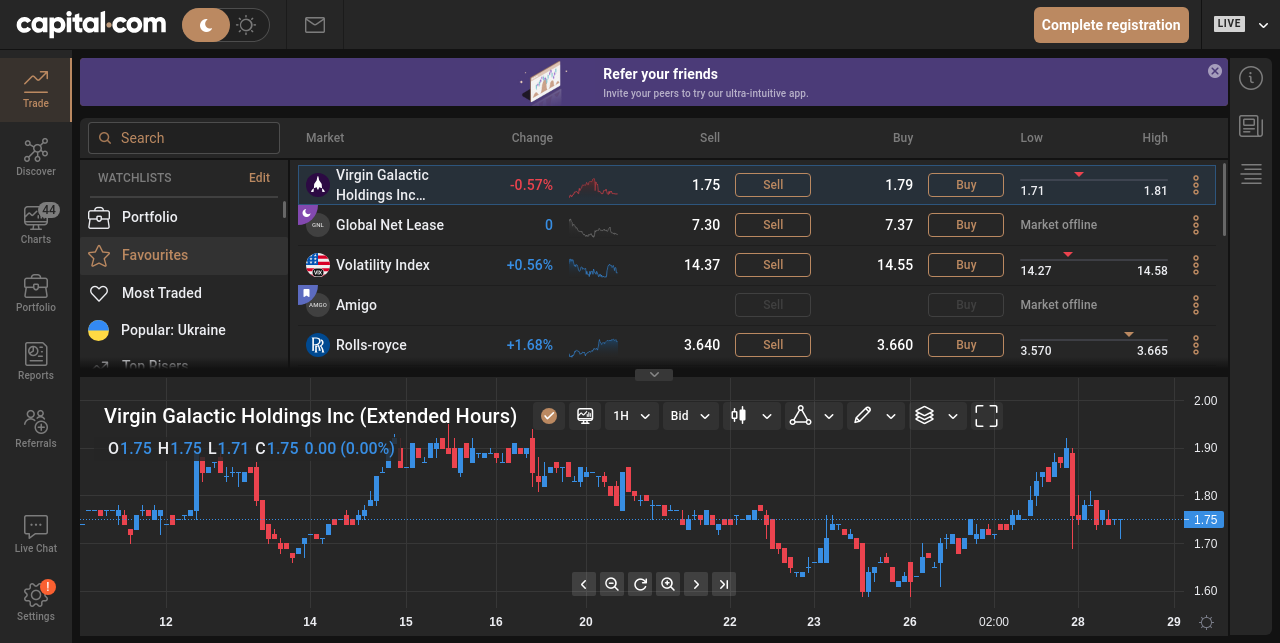 capital.com
Complete registration
LIVE
Trade
Discover
44
Charts
Portfolio
Reports
Referrals
Live Chat
!
Settings
Refer your friends
Invite your peers to try our ultra-intuitive app.
Search
WATCHLISTS Edit
Portfolio
Favourites
Most Traded
Popular: Ukraine
Top Risers
Market Change Sell Buy Low High
Virgin Galactic
Holdings Inc... -0.57% 1.75 Sell 1.79 Buy 1.71 1.81
GNL Global Net Lease 0 7.30 Sell 7.37 Buy Market offline
VIX Volatility Index +0.56% 14.37 Sell 14.55 Buy 14.27 14.58
AMGO Amigo Sell Buy Market offline
Rolls-royce +1.68% 3.640 Sell 3.660 Buy 3.570 3.665
Virgin Galactic Holdings Inc (Extended Hours) 1H Bid
O1.75 H1.75 L1.71 C1.75 0.00 (0.00%)
2.00
1.90
1.80
1.75
1.70
1.60
12 14 15 16 20 22 23 26 02:00 28 29